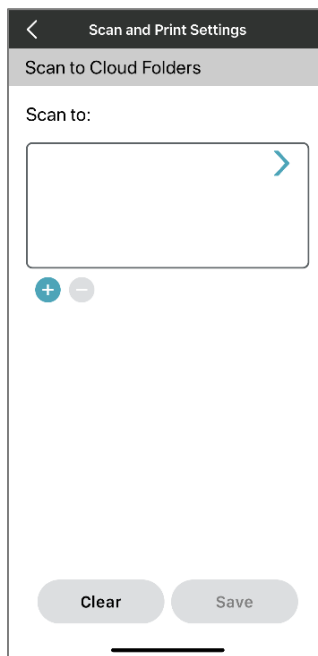 Scan and Print Settings
Scan to Cloud Folders
Scan to:
Clear
Save